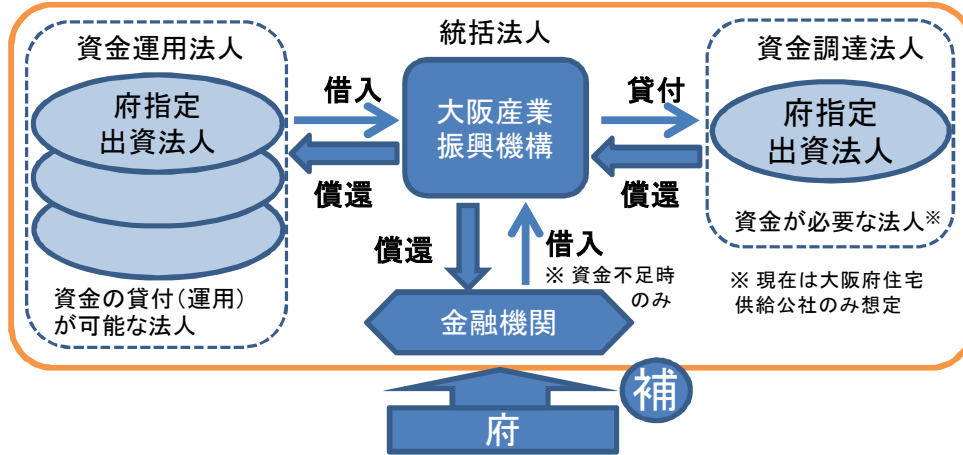 資金運用法人
府指定
出資法人
資金の貸付（運用）
が可能な法人
借入
償還
統括法人
大阪産業
振興機構
貸付
償還
資金調達法人
府指定
出資法人
資金が必要な法人※
※ 現在は大阪府住宅
供給公社のみ想定
償還
借入
※ 資金不足時
のみ
金融機関
補
府